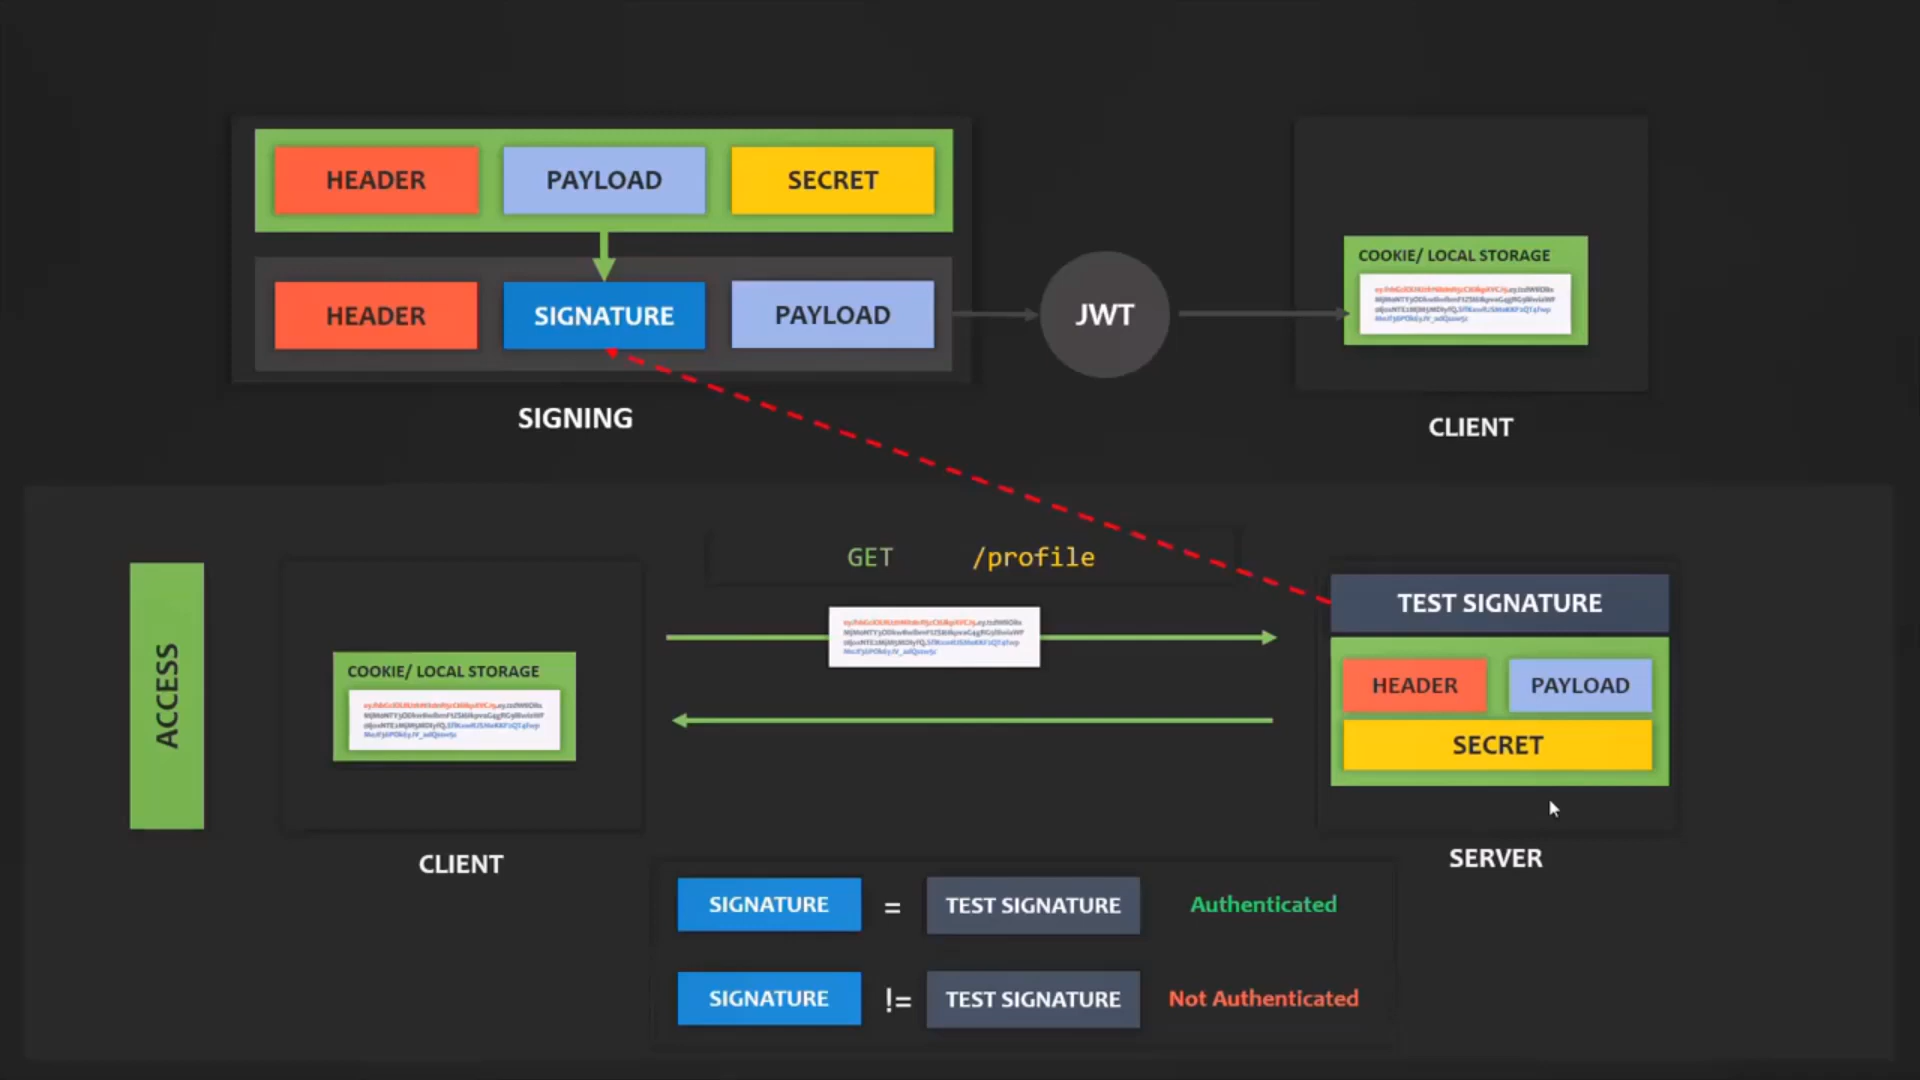 HEADER PAYLOAD SECRET
HEADER SIGNATURE PAYLOAD
JWT
COOKIE/ LOCAL STORAGE
SIGNING
CLIENT
GET /profile
ACCESS
COOKIE/ LOCAL STORAGE
CLIENT
TEST SIGNATURE
HEADER PAYLOAD
SECRET
SERVER
SIGNATURE = TEST SIGNATURE Authenticated
SIGNATURE != TEST SIGNATURE Not Authenticated